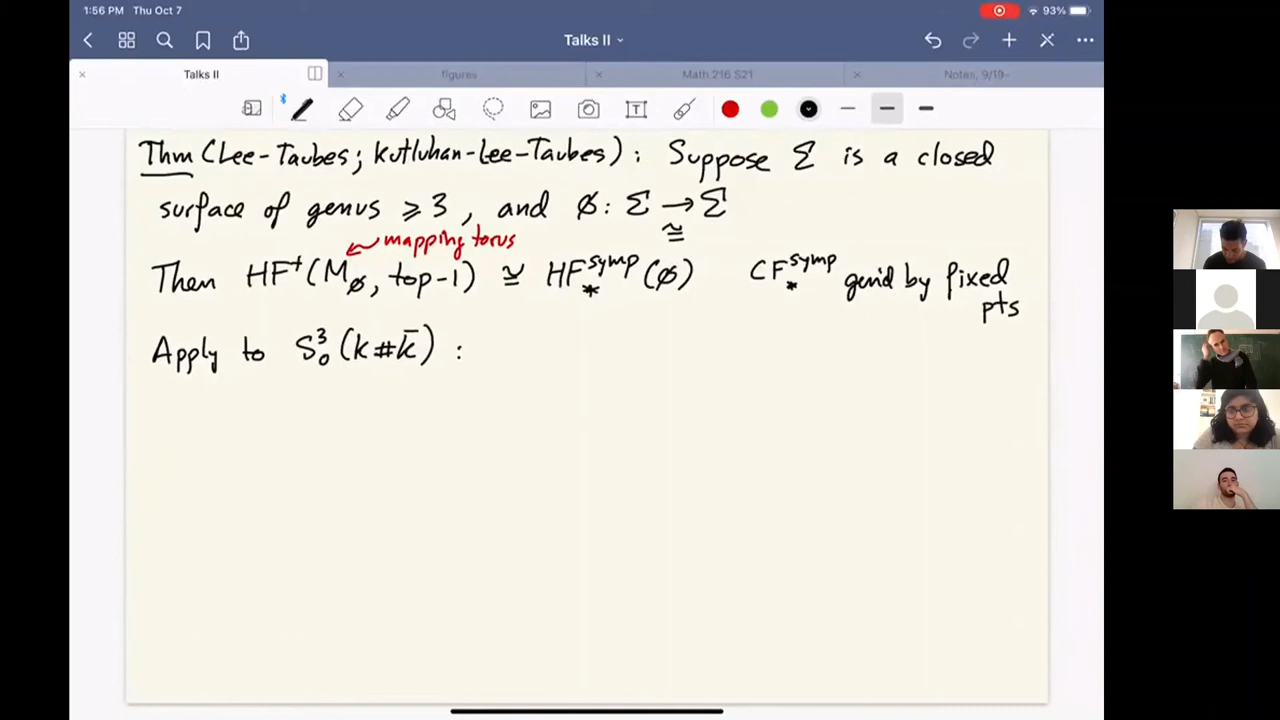 1:56 PM Thu Oct 7
93%
Talks II
Talks II
figures
Math 216 S21
Notes, 9/19-
Thm (Lee-Taubes; Kutluhan-Lee-Taubes): Suppose Σ is a closed
surface of genus ⩾ 3, and ϕ: Σ → Σ
≅
mapping torus
Then HF⁺(M_ϕ, top-1) ≅ HF_*^symp(ϕ) CF_*^symp gen'd by fixed
pts
Apply to S₀³(K#K̄):